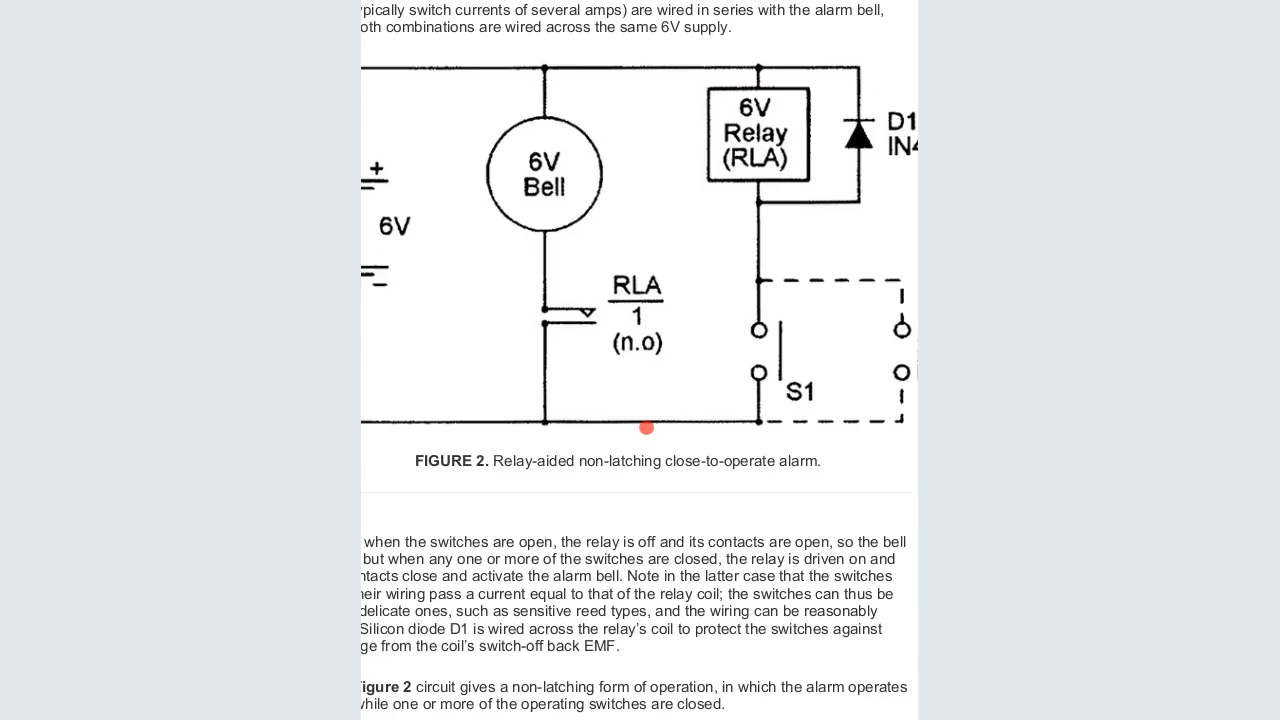 ypically switch currents of several amps) are wired in series with the alarm bell,
oth combinations are wired across the same 6V supply.
6V
Relay
(RLA)
D1
IN4
+
6V
Bell
6V
RLA
1
(n.o)
S1
FIGURE 2. Relay-aided non-latching close-to-operate alarm.
when the switches are open, the relay is off and its contacts are open, so the bell
but when any one or more of the switches are closed, the relay is driven on and
ntacts close and activate the alarm bell. Note in the latter case that the switches
heir wiring pass a current equal to that of the relay coil; the switches can thus be
delicate ones, such as sensitive reed types, and the wiring can be reasonably
Silicon diode D1 is wired across the relay's coil to protect the switches against
ge from the coil's switch-off back EMF.
igure 2 circuit gives a non-latching form of operation, in which the alarm operates
while one or more of the operating switches are closed.